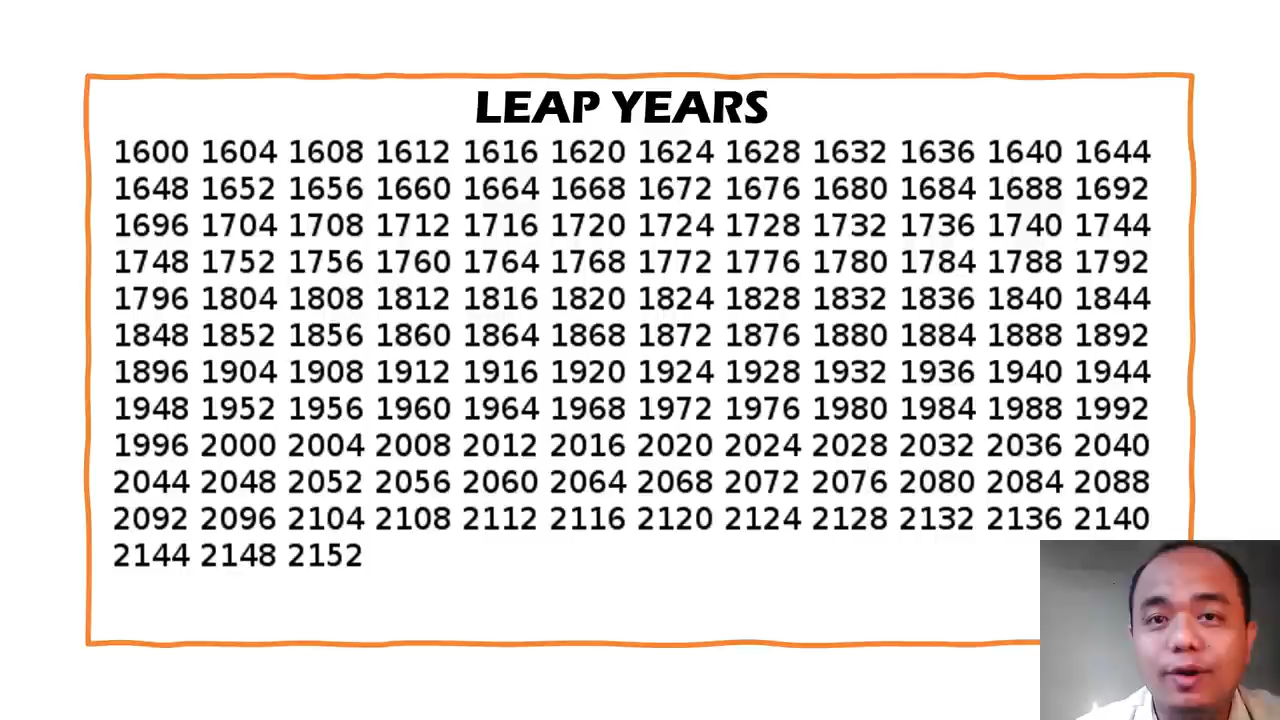 LEAP YEARS
1600 1604 1608 1612 1616 1620 1624 1628 1632 1636 1640 1644
1648 1652 1656 1660 1664 1668 1672 1676 1680 1684 1688 1692
1696 1704 1708 1712 1716 1720 1724 1728 1732 1736 1740 1744
1748 1752 1756 1760 1764 1768 1772 1776 1780 1784 1788 1792
1796 1804 1808 1812 1816 1820 1824 1828 1832 1836 1840 1844
1848 1852 1856 1860 1864 1868 1872 1876 1880 1884 1888 1892
1896 1904 1908 1912 1916 1920 1924 1928 1932 1936 1940 1944
1948 1952 1956 1960 1964 1968 1972 1976 1980 1984 1988 1992
1996 2000 2004 2008 2012 2016 2020 2024 2028 2032 2036 2040
2044 2048 2052 2056 2060 2064 2068 2072 2076 2080 2084 2088
2092 2096 2104 2108 2112 2116 2120 2124 2128 2132 2136 2140
2144 2148 2152